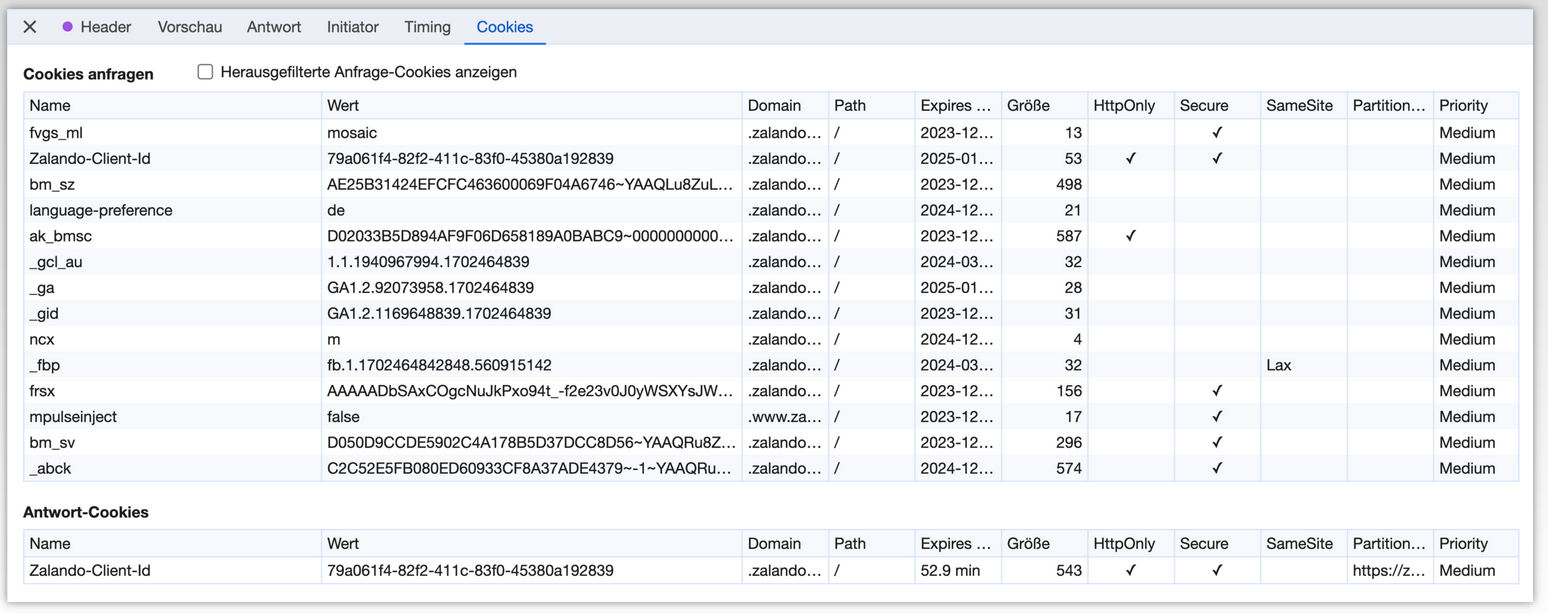 Header Vorschau Antwort Initiator Timing Cookies
Cookies anfragen Herausgefilterte Anfrage-Cookies anzeigen
Name Wert Domain Path Expires ... Größe HttpOnly Secure SameSite Partition... Priority
fvgs_ml mosaic .zalando... / 2023-12... 13 ✓ Medium
Zalando-Client-Id 79a061f4-82f2-411c-83f0-45380a192839 .zalando... / 2025-01... 53 ✓ ✓ Medium
bm_sz AE25B31424EFCFC463600069F04A6746~YAAQLu8ZuL... .zalando... / 2023-12... 498 Medium
language-preference de .zalando... / 2024-12... 21 Medium
ak_bmsc D02033B5D894AF9F06D658189A0BABC9~0000000000... .zalando... / 2023-12... 587 ✓ Medium
_gcl_au 1.1.1940967994.1702464839 .zalando... / 2024-03... 32 Medium
_ga GA1.2.92073958.1702464839 .zalando... / 2025-01... 28 Medium
_gid GA1.2.1169648839.1702464839 .zalando... / 2023-12... 31 Medium
ncx m .zalando... / 2024-12... 4 Medium
_fbp fb.1.1702464842848.560915142 .zalando... / 2024-03... 32 Lax Medium
frsx AAAAADbSAxCOgcNuJkPxo94t_-f2e23v0J0yWSXYsJW... .zalando... / 2023-12... 156 ✓ Medium
mpulseinject false .www.za... / 2023-12... 17 ✓ Medium
bm_sv D050D9CCDE5902C4A178B5D37DCC8D56~YAAQRu8Z... .zalando... / 2023-12... 296 ✓ Medium
_abck C2C52E5FB080ED60933CF8A37ADE4379~-1~YAAQRu... .zalando... / 2024-12... 574 ✓ Medium
Antwort-Cookies
Name Wert Domain Path Expires ... Größe HttpOnly Secure SameSite Partition... Priority
Zalando-Client-Id 79a061f4-82f2-411c-83f0-45380a192839 .zalando... / 52.9 min 543 ✓ ✓ https://z... Medium